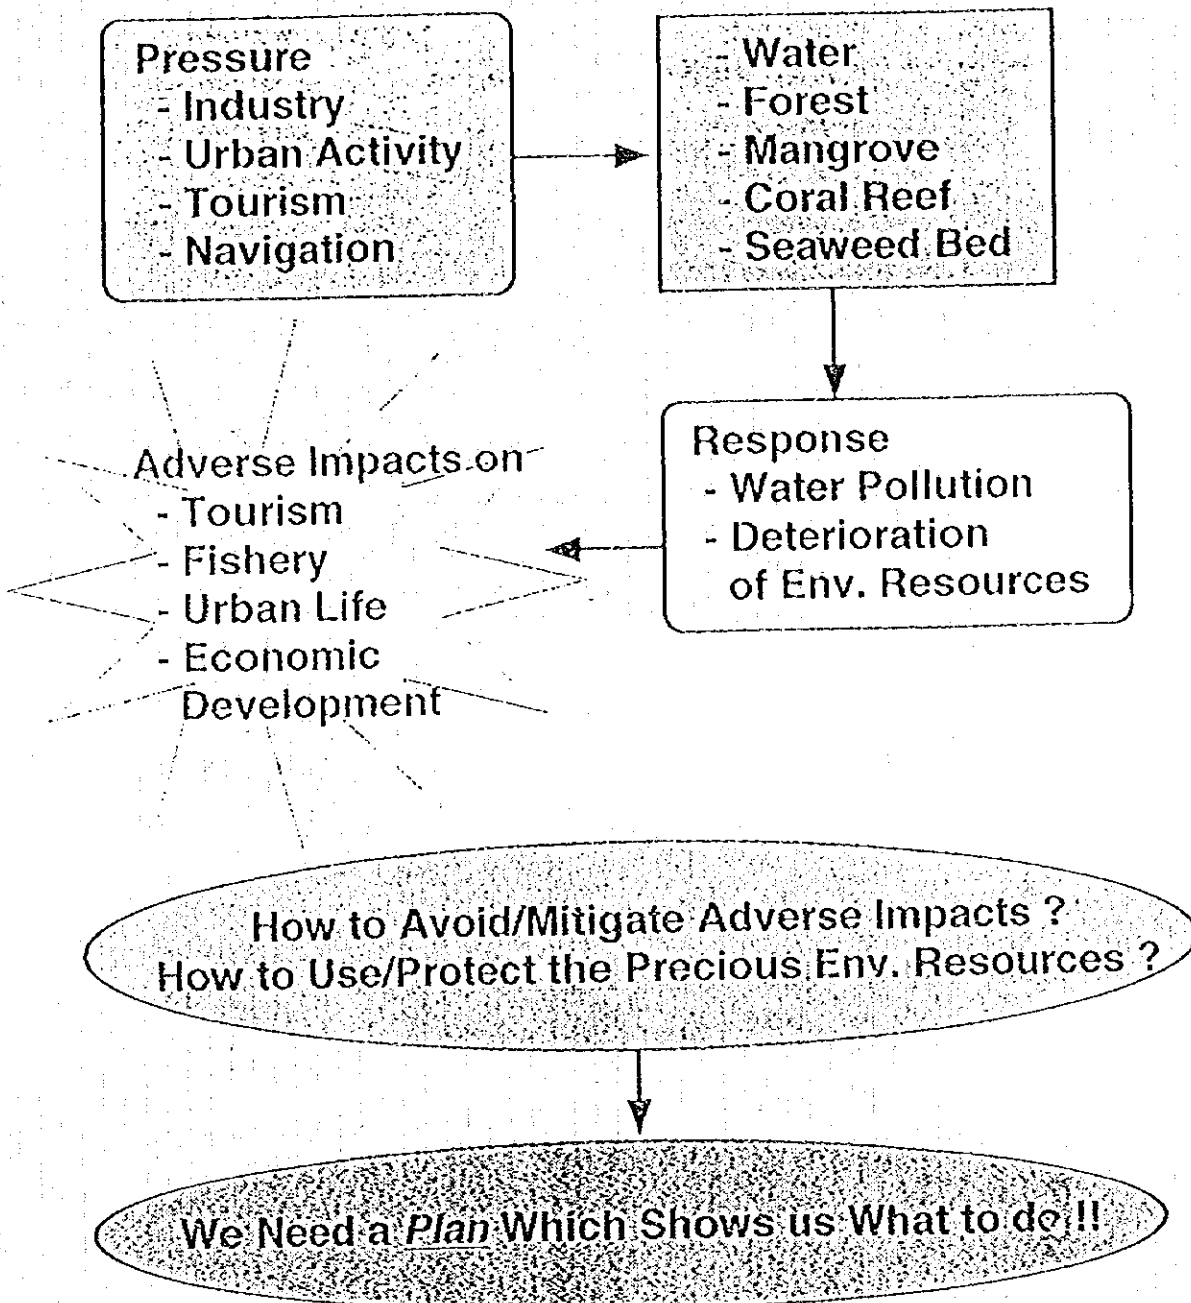 Pressure
- Industry
- Urban Activity
- Tourism
- Navigation
- Water
- Forest
- Mangrove
- Coral Reef
- Seaweed Bed
Response
- Water Pollution
- Deterioration
of Env. Resources
Adverse Impacts on
- Tourism
- Fishery
- Urban Life
- Economic
Development
How to Avoid/Mitigate Adverse Impacts ?
How to Use/Protect the Precious Env. Resources ?
We Need a Plan Which Shows us What to do !!